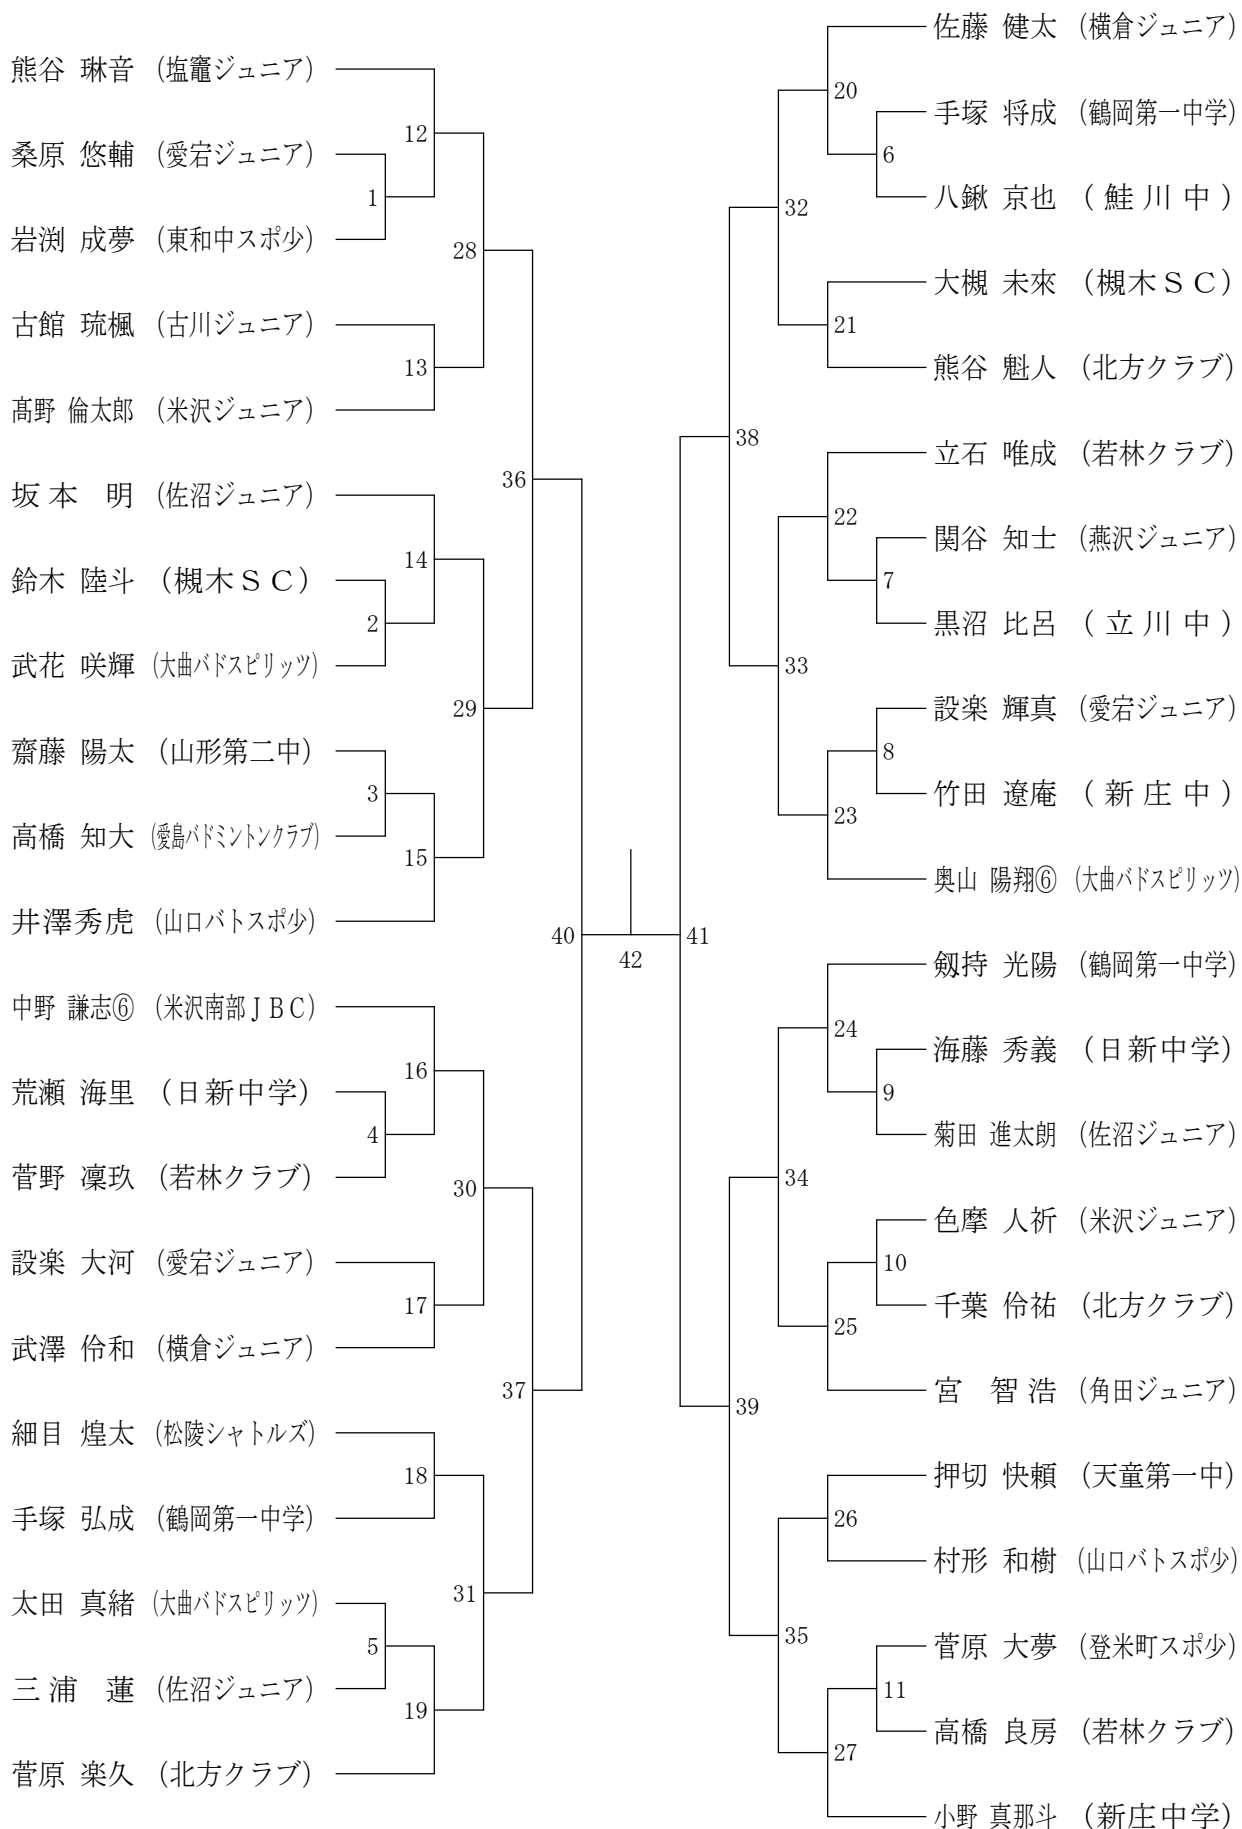 熊谷 琳音 (塩竈ジュニア)
桑原 悠輔 (愛宕ジュニア)
岩渕 成夢 (東和中スポ少)
古館 琉楓 (古川ジュニア)
髙野 倫太郎 (米沢ジュニア)
坂本 明 (佐沼ジュニア)
鈴木 陸斗 (槻木SC)
武花 咲輝 (大曲バドスピリッツ)
齋藤 陽太 (山形第二中)
高橋 知大 (愛島バドミントンクラブ)
井澤秀虎 (山口バトスポ少)
中野 謙志⑥ (米沢南部JBC)
荒瀬 海里 (日新中学)
菅野 凜玖 (若林クラブ)
設楽 大河 (愛宕ジュニア)
武澤 伶和 (横倉ジュニア)
細目 煌太 (松陵シャトルズ)
手塚 弘成 (鶴岡第一中学)
太田 真緒 (大曲バドスピリッツ)
三浦 蓮 (佐沼ジュニア)
菅原 楽久 (北方クラブ)
1
2
3
4
5
12
13
14
15
16
17
18
19
28
29
30
31
36
37
40
42
41
38
39
32
33
34
35
20
21
22
23
24
25
26
27
6
7
8
9
10
11
佐藤 健太 (横倉ジュニア)
手塚 将成 (鶴岡第一中学)
八鍬 京也 (鮭川中)
大槻 未來 (槻木SC)
熊谷 魁人 (北方クラブ)
立石 唯成 (若林クラブ)
関谷 知士 (燕沢ジュニア)
黒沼 比呂 (立川中)
設楽 輝真 (愛宕ジュニア)
竹田 遼庵 (新庄中)
奥山 陽翔⑥ (大曲バドスピリッツ)
剱持 光陽 (鶴岡第一中学)
海藤 秀義 (日新中学)
菊田 進太朗 (佐沼ジュニア)
色摩 人祈 (米沢ジュニア)
千葉 伶祐 (北方クラブ)
宮 智浩 (角田ジュニア)
押切 快頼 (天童第一中)
村形 和樹 (山口バトスポ少)
菅原 大夢 (登米町スポ少)
高橋 良房 (若林クラブ)
小野 真那斗 (新庄中学)